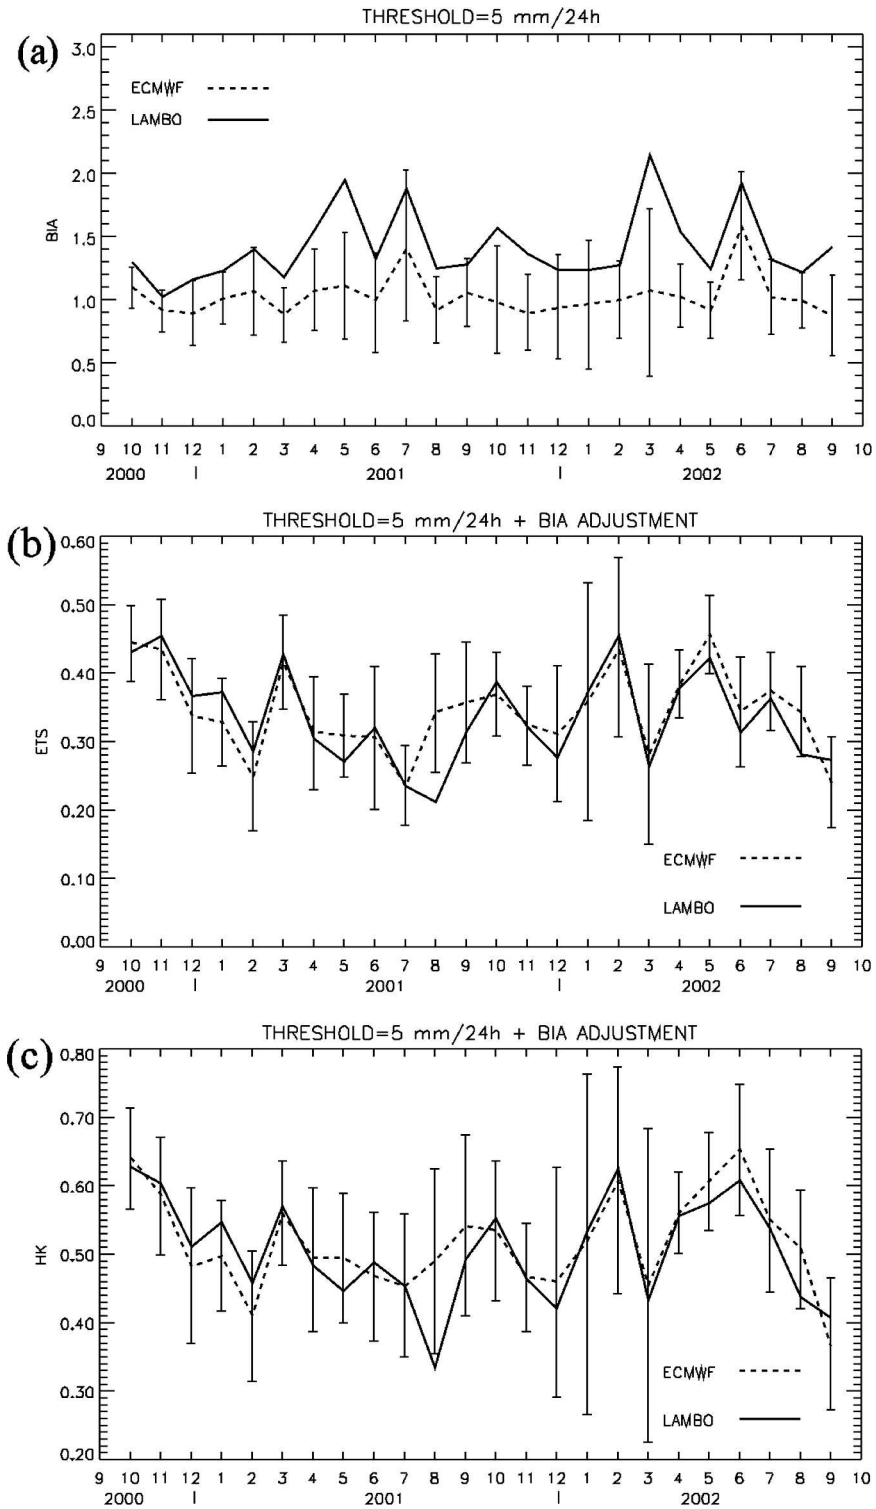 THRESHOLD=5 mm/24h
(a)
3.0
ECMWF
LAMBO
2.5
2.0
1.5
BIA
1.0
0.5
0.0
9 10 11 12 1 2 3 4 5 6 7 8 9 10 11 12 1 2 3 4 5 6 7 8 9 10
2000 | 2001 | 2002
THRESHOLD=5 mm/24h + BIA ADJUSTMENT
(b)
0.60
0.50
0.40
0.30
ETS
0.20
ECMWF
0.10
LAMBO
0.00
9 10 11 12 1 2 3 4 5 6 7 8 9 10 11 12 1 2 3 4 5 6 7 8 9 10
2000 | 2001 | 2002
THRESHOLD=5 mm/24h + BIA ADJUSTMENT
(c)
0.80
0.70
0.60
0.50
HK
0.40
ECMWF
0.30
LAMBO
0.20
9 10 11 12 1 2 3 4 5 6 7 8 9 10 11 12 1 2 3 4 5 6 7 8 9 10
2000 | 2001 | 2002